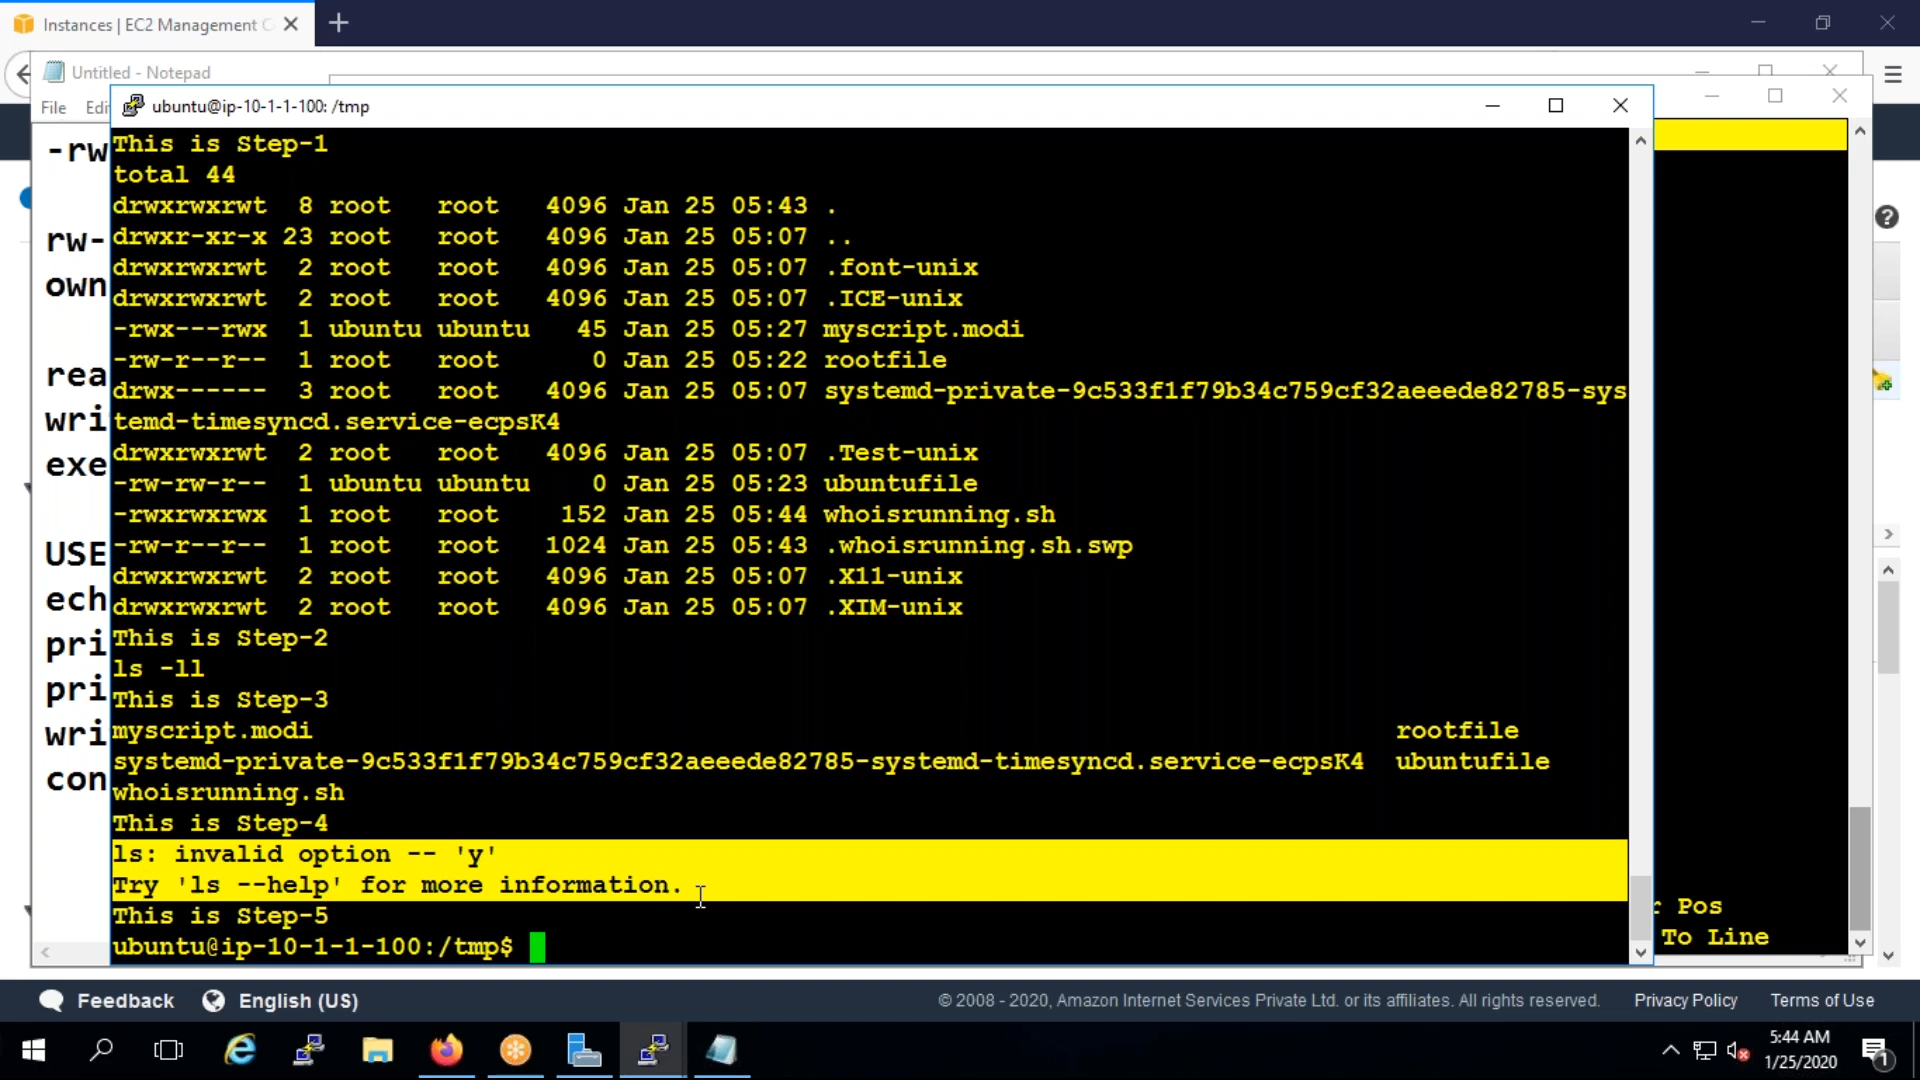 Instances | EC2 Management C
Untitled - Notepad
File Edi
ubuntu@ip-10-1-1-100: /tmp
-rw
rw-
own
rea
wri
exe
USE
ech
pri
pri
wri
con
This is Step-1
total 44
drwxrwxrwt  8 root   root   4096 Jan 25 05:43 .
drwxr-xr-x 23 root   root   4096 Jan 25 05:07 ..
drwxrwxrwt  2 root   root   4096 Jan 25 05:07 .font-unix
drwxrwxrwt  2 root   root   4096 Jan 25 05:07 .ICE-unix
-rwx---rwx  1 ubuntu ubuntu   45 Jan 25 05:27 myscript.modi
-rw-r--r--  1 root   root      0 Jan 25 05:22 rootfile
drwx------  3 root   root   4096 Jan 25 05:07 systemd-private-9c533f1f79b34c759cf32aeeede82785-sys
temd-timesyncd.service-ecpsK4
drwxrwxrwt  2 root   root   4096 Jan 25 05:07 .Test-unix
-rw-rw-r--  1 ubuntu ubuntu    0 Jan 25 05:23 ubuntufile
-rwxrwxrwx  1 root   root    152 Jan 25 05:44 whoisrunning.sh
-rw-r--r--  1 root   root   1024 Jan 25 05:43 .whoisrunning.sh.swp
drwxrwxrwt  2 root   root   4096 Jan 25 05:07 .X11-unix
drwxrwxrwt  2 root   root   4096 Jan 25 05:07 .XIM-unix
This is Step-2
ls -ll
This is Step-3
myscript.modi rootfile
systemd-private-9c533f1f79b34c759cf32aeeede82785-systemd-timesyncd.service-ecpsK4 ubuntufile
whoisrunning.sh
This is Step-4
ls: invalid option -- 'y'
Try 'ls --help' for more information.
This is Step-5
ubuntu@ip-10-1-1-100:/tmp$
r Pos
To Line
Feedback English (US) © 2008 - 2020, Amazon Internet Services Private Ltd. or its affiliates. All rights reserved. Privacy Policy Terms of Use
5:44 AM
1/25/2020
1